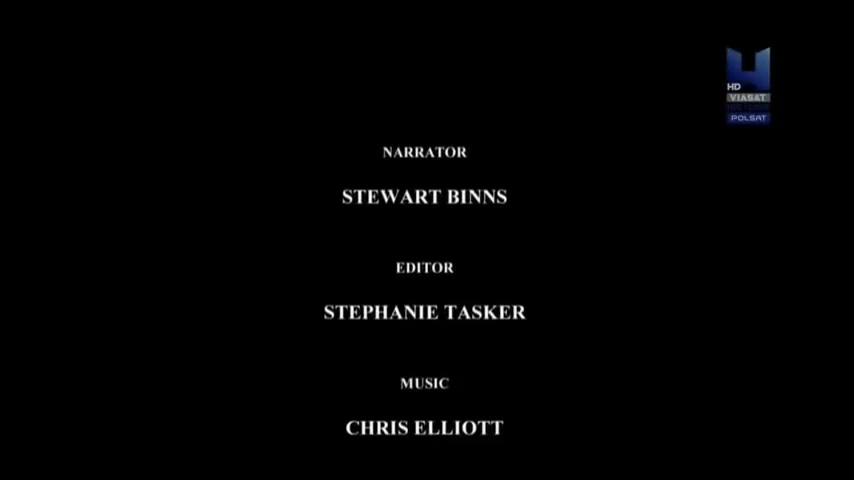 HD
VIASAT
POLSAT
NARRATOR
STEWART BINNS
EDITOR
STEPHANIE TASKER
MUSIC
CHRIS ELLIOTT